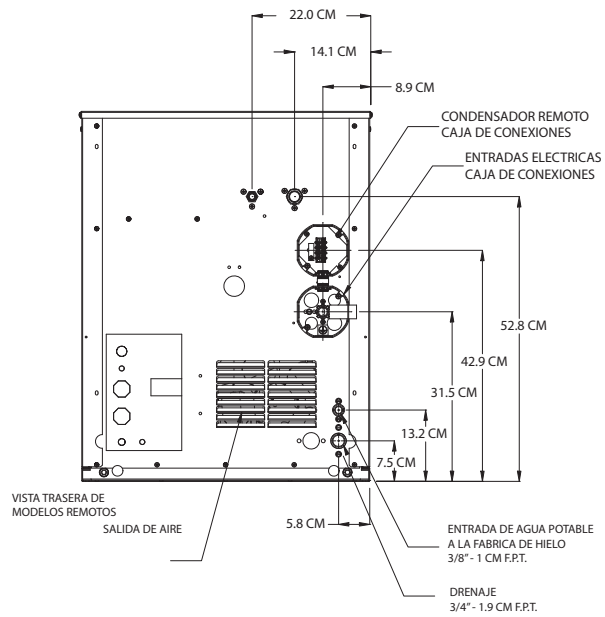 22.0 CM
14.1 CM
8.9 CM
CONDENSADOR REMOTO
CAJA DE CONEXIONES
ENTRADAS ELECTRICAS
CAJA DE CONEXIONES
52.8 CM
42.9 CM
31.5 CM
13.2 CM
7.5 CM
VISTA TRASERA DE
MODELOS REMOTOS
SALIDA DE AIRE
5.8 CM
ENTRADA DE AGUA POTABLE
A LA FABRICA DE HIELO
3/8" - 1 CM F.P.T.
DRENAJE
3/4" - 1.9 CM F.P.T.